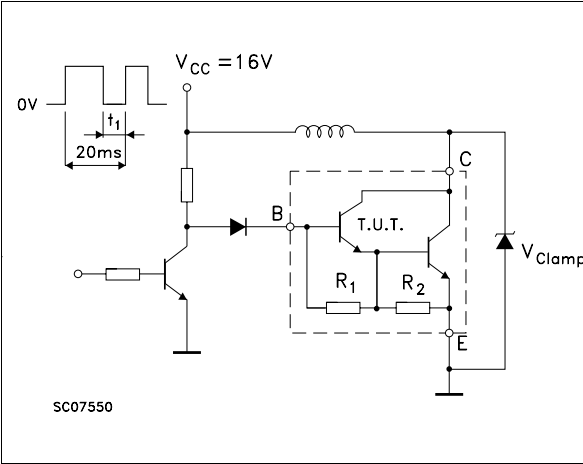 V_CC = 16V
0V
t_1
20ms
C
B
T.U.T.
V_Clamp
R_1
R_2
E
SC07550